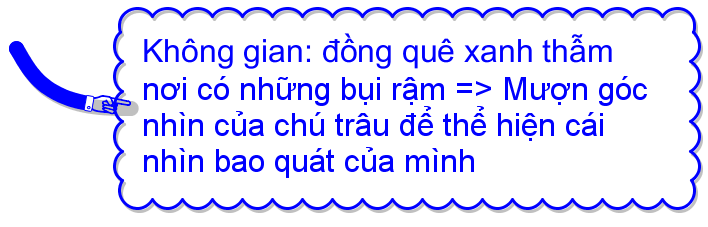 Không gian: đồng quê xanh thẫm
nơi có những bụi rậm => Mượn góc
nhìn của chú trâu để thể hiện cái
nhìn bao quát của mình